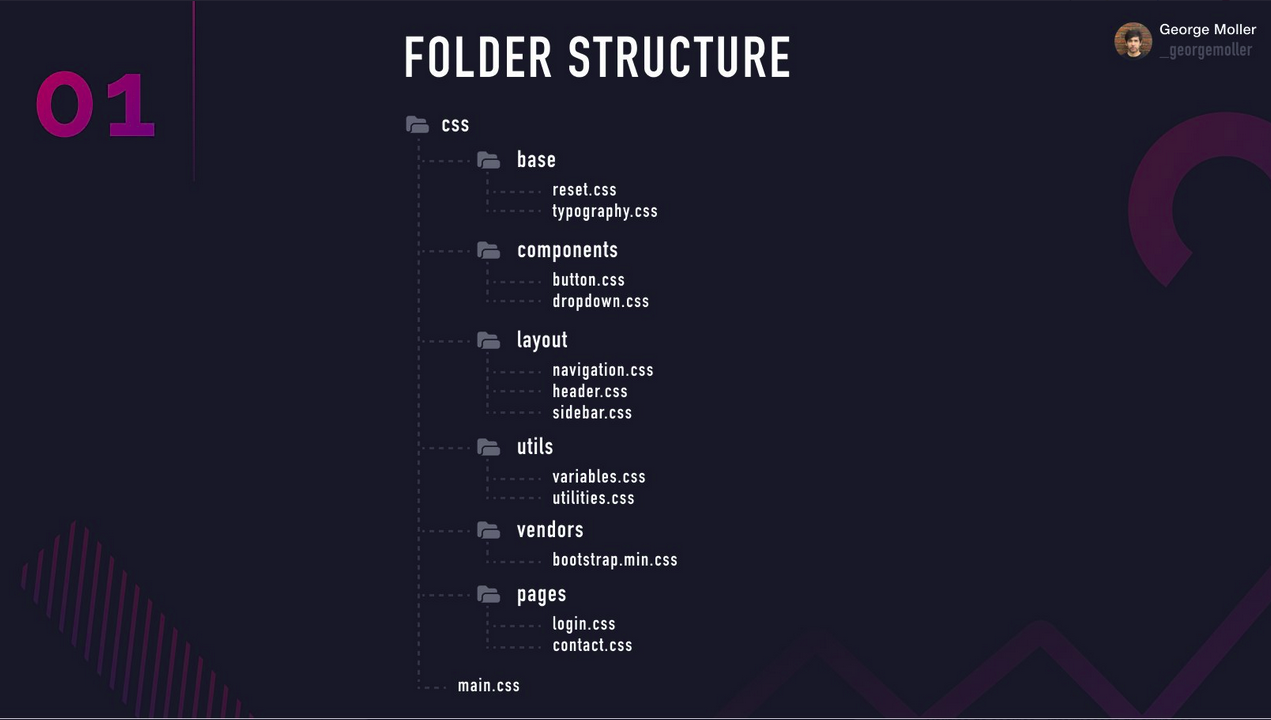 01
FOLDER STRUCTURE
George Moller
_georgemoller
css
base
reset.css
typography.css
components
button.css
dropdown.css
layout
navigation.css
header.css
sidebar.css
utils
variables.css
utilities.css
vendors
bootstrap.min.css
pages
login.css
contact.css
main.css